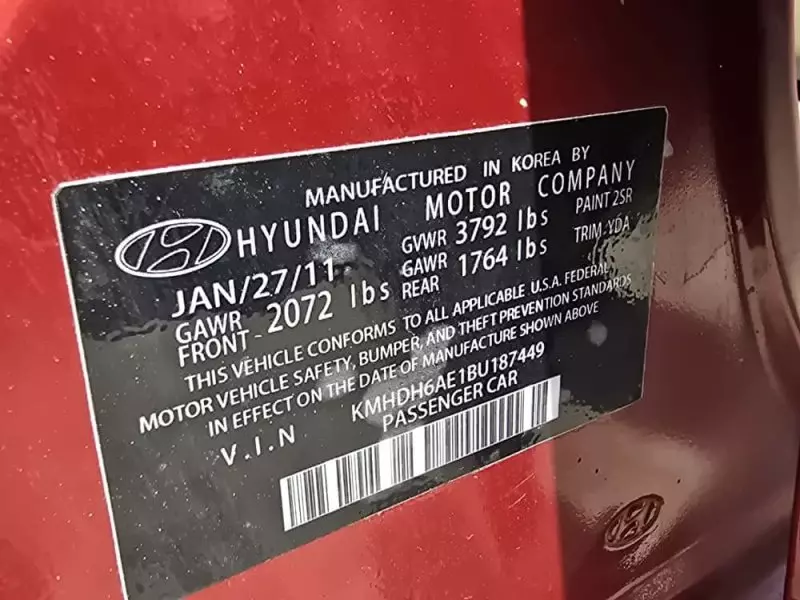 MANUFACTURED IN KOREA BY
HYUNDAI MOTOR COMPANY
JAN/27/11 GVWR 3792 lbs PAINT 2SR
GAWR FRONT 2072 lbs GAWR REAR 1764 lbs TRIM YDA
THIS VEHICLE CONFORMS TO ALL APPLICABLE U.S.A. FEDERAL
MOTOR VEHICLE SAFETY, BUMPER, AND THEFT PREVENTION STANDARDS
IN EFFECT ON THE DATE OF MANUFACTURE SHOWN ABOVE
V.I.N KMHDH6AE1BU187449
PASSENGER CAR